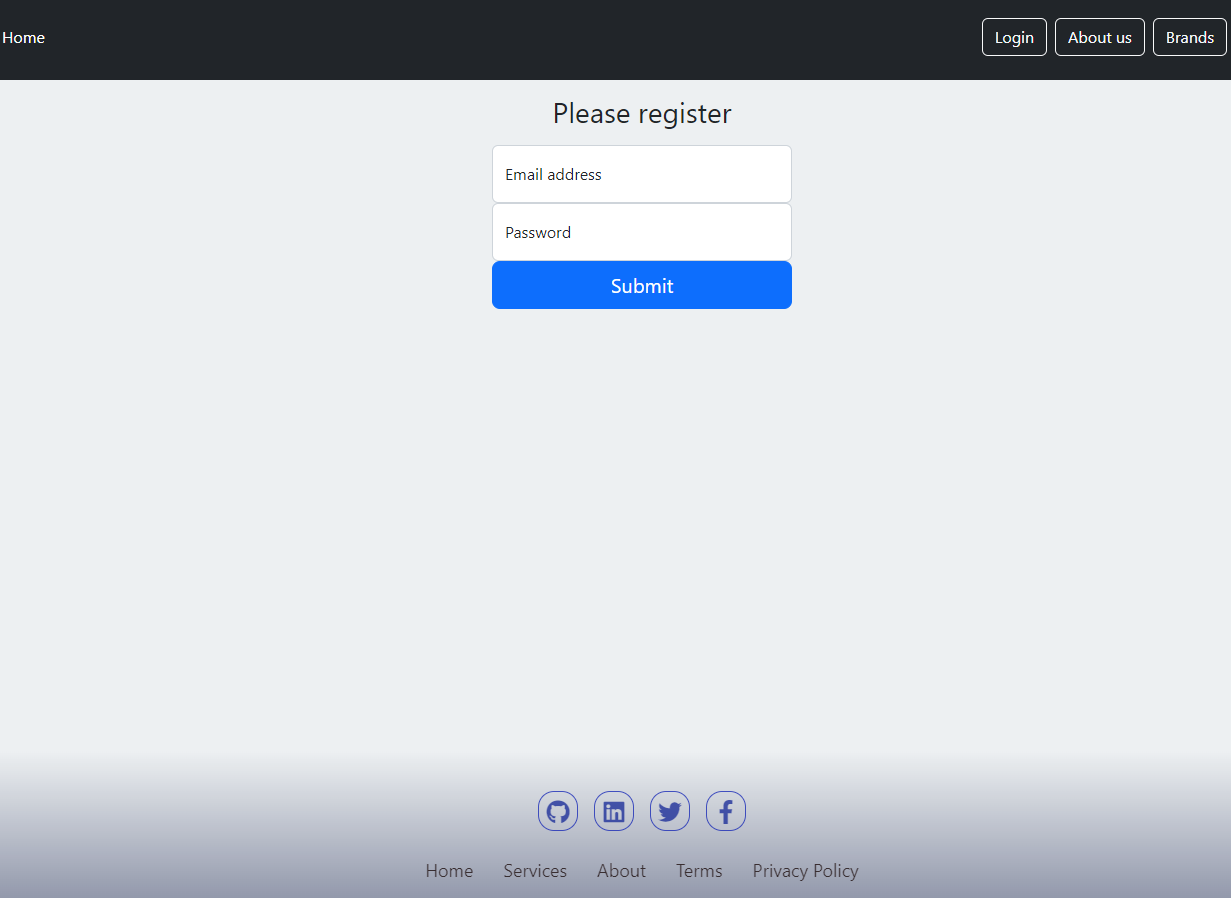 Home Login About us Brands
Please register
Email address
Password
Submit
Home Services About Terms Privacy Policy